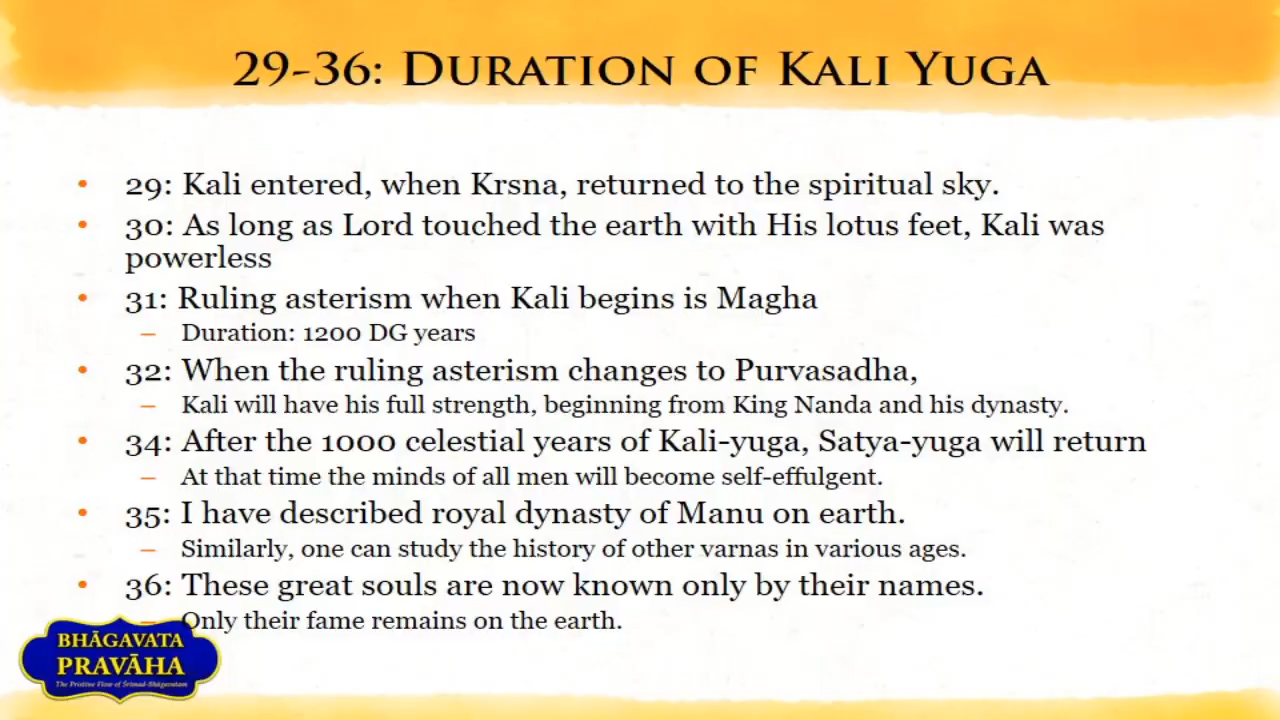 29-36: Duration of Kali Yuga
• 29: Kali entered, when Krsna, returned to the spiritual sky.
• 30: As long as Lord touched the earth with His lotus feet, Kali was
powerless
• 31: Ruling asterism when Kali begins is Magha
– Duration: 1200 DG years
• 32: When the ruling asterism changes to Purvasadha,
– Kali will have his full strength, beginning from King Nanda and his dynasty.
• 34: After the 1000 celestial years of Kali-yuga, Satya-yuga will return
– At that time the minds of all men will become self-effulgent.
• 35: I have described royal dynasty of Manu on earth.
– Similarly, one can study the history of other varnas in various ages.
• 36: These great souls are now known only by their names.
– Only their fame remains on the earth.
BHĀGAVATA
PRAVĀHA
The Pristine Flow of Śrīmad-Bhāgavatam